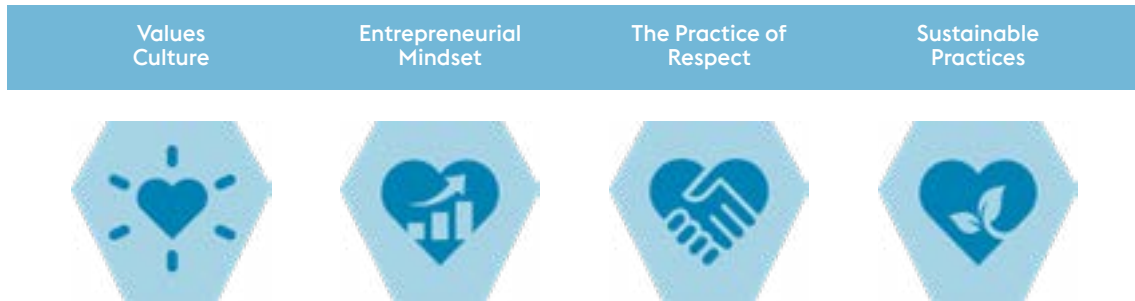 Values
Culture
Entrepreneurial
Mindset
The Practice of
Respect
Sustainable
Practices